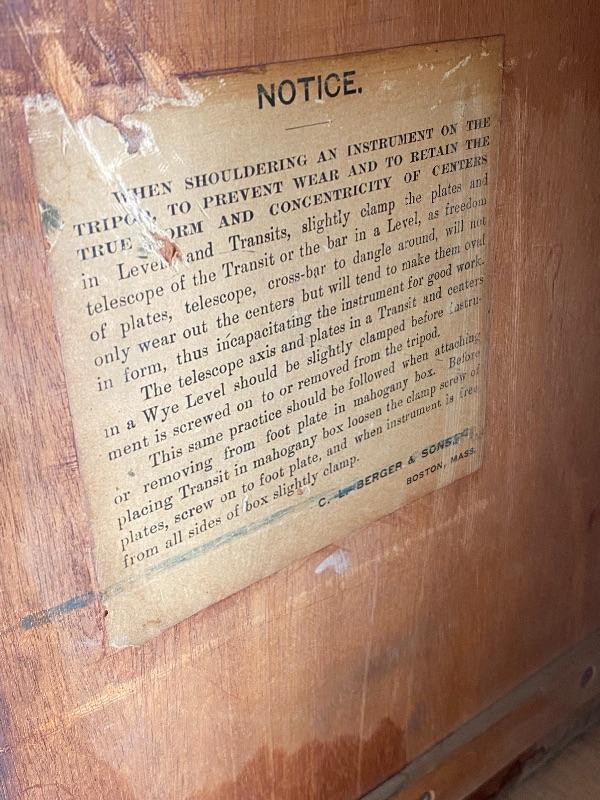 NOTICE.
WHEN SHOULDERING AN INSTRUMENT ON THE
TRIPOD, TO PREVENT WEAR AND TO RETAIN THE
TRUE FORM AND CONCENTRICITY OF CENTERS
in Levels and Transits, slightly clamp the plates and
telescope of the Transit or the bar in a Level, as freedom
of plates, telescope, cross-bar to dangle around, will not
only wear out the centers but will tend to make them oval
in form, thus incapacitating the instrument for good work.
The telescope axis and plates in a Transit and centers
in a Wye Level should be slightly clamped before instru-
ment is screwed on to or removed from the tripod.
This same practice should be followed when attaching
or removing from foot plate in mahogany box. Before
placing Transit in mahogany box loosen the clamp screw of
plates, screw on to foot plate, and when instrument is free
from all sides of box slightly clamp.
C. L. BERGER & SONS,
BOSTON, MASS.